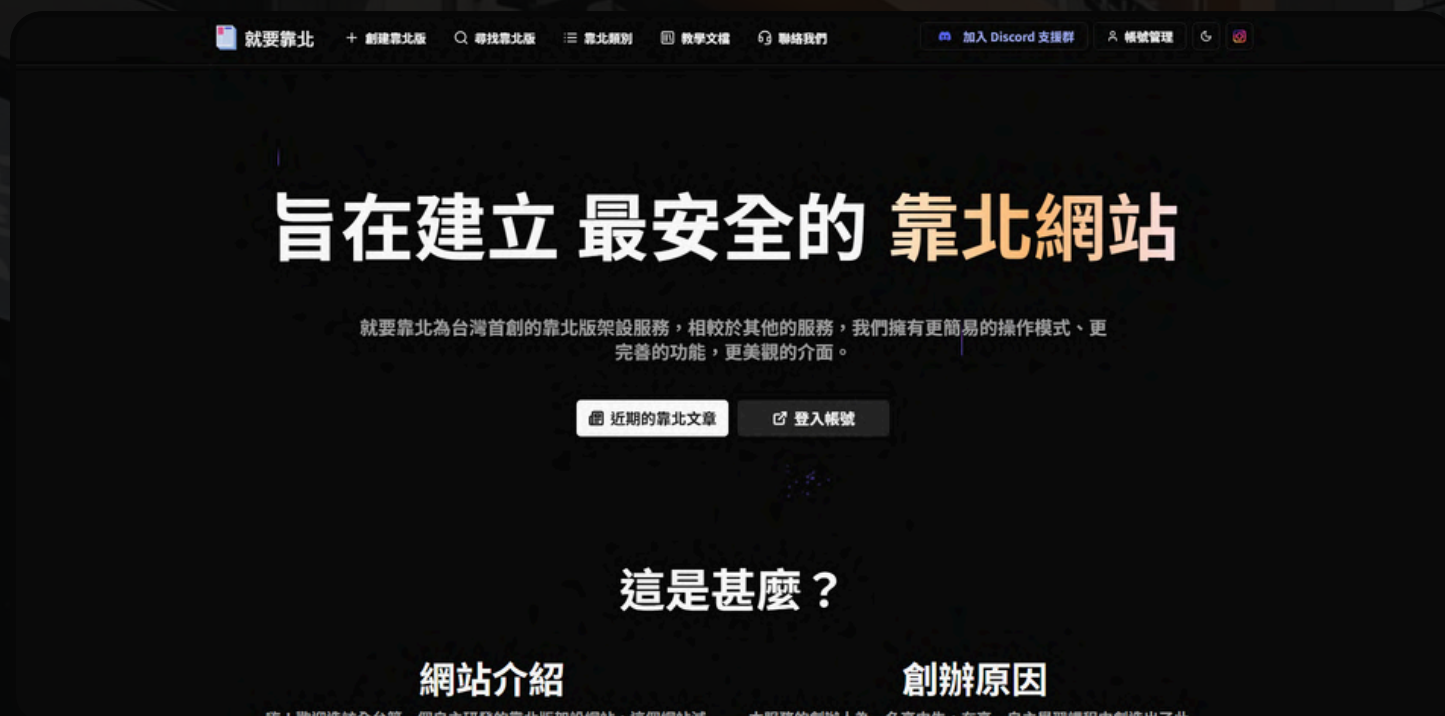 就要靠北
創建靠北版
尋找靠北版
靠北類別
教學文檔
聯絡我們
加入 Discord 支援群
帳號管理
旨在建立 最安全的 靠北網站
就要靠北為台灣首創的靠北版架設服務，相較於其他的服務，我們擁有更簡易的操作模式、更
完善的功能，更美觀的介面。
近期的靠北文章
登入帳號
這是甚麼？
網站介紹
創辦原因